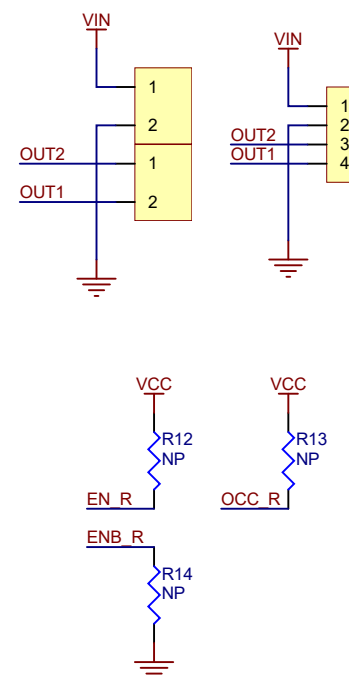 VIN
1
2
OUT2
1
OUT1
2
VIN
1
2
OUT2
3
OUT1
4
VCC
R12
NP
EN_R
VCC
R13
NP
OCC_R
ENB_R
R14
NP